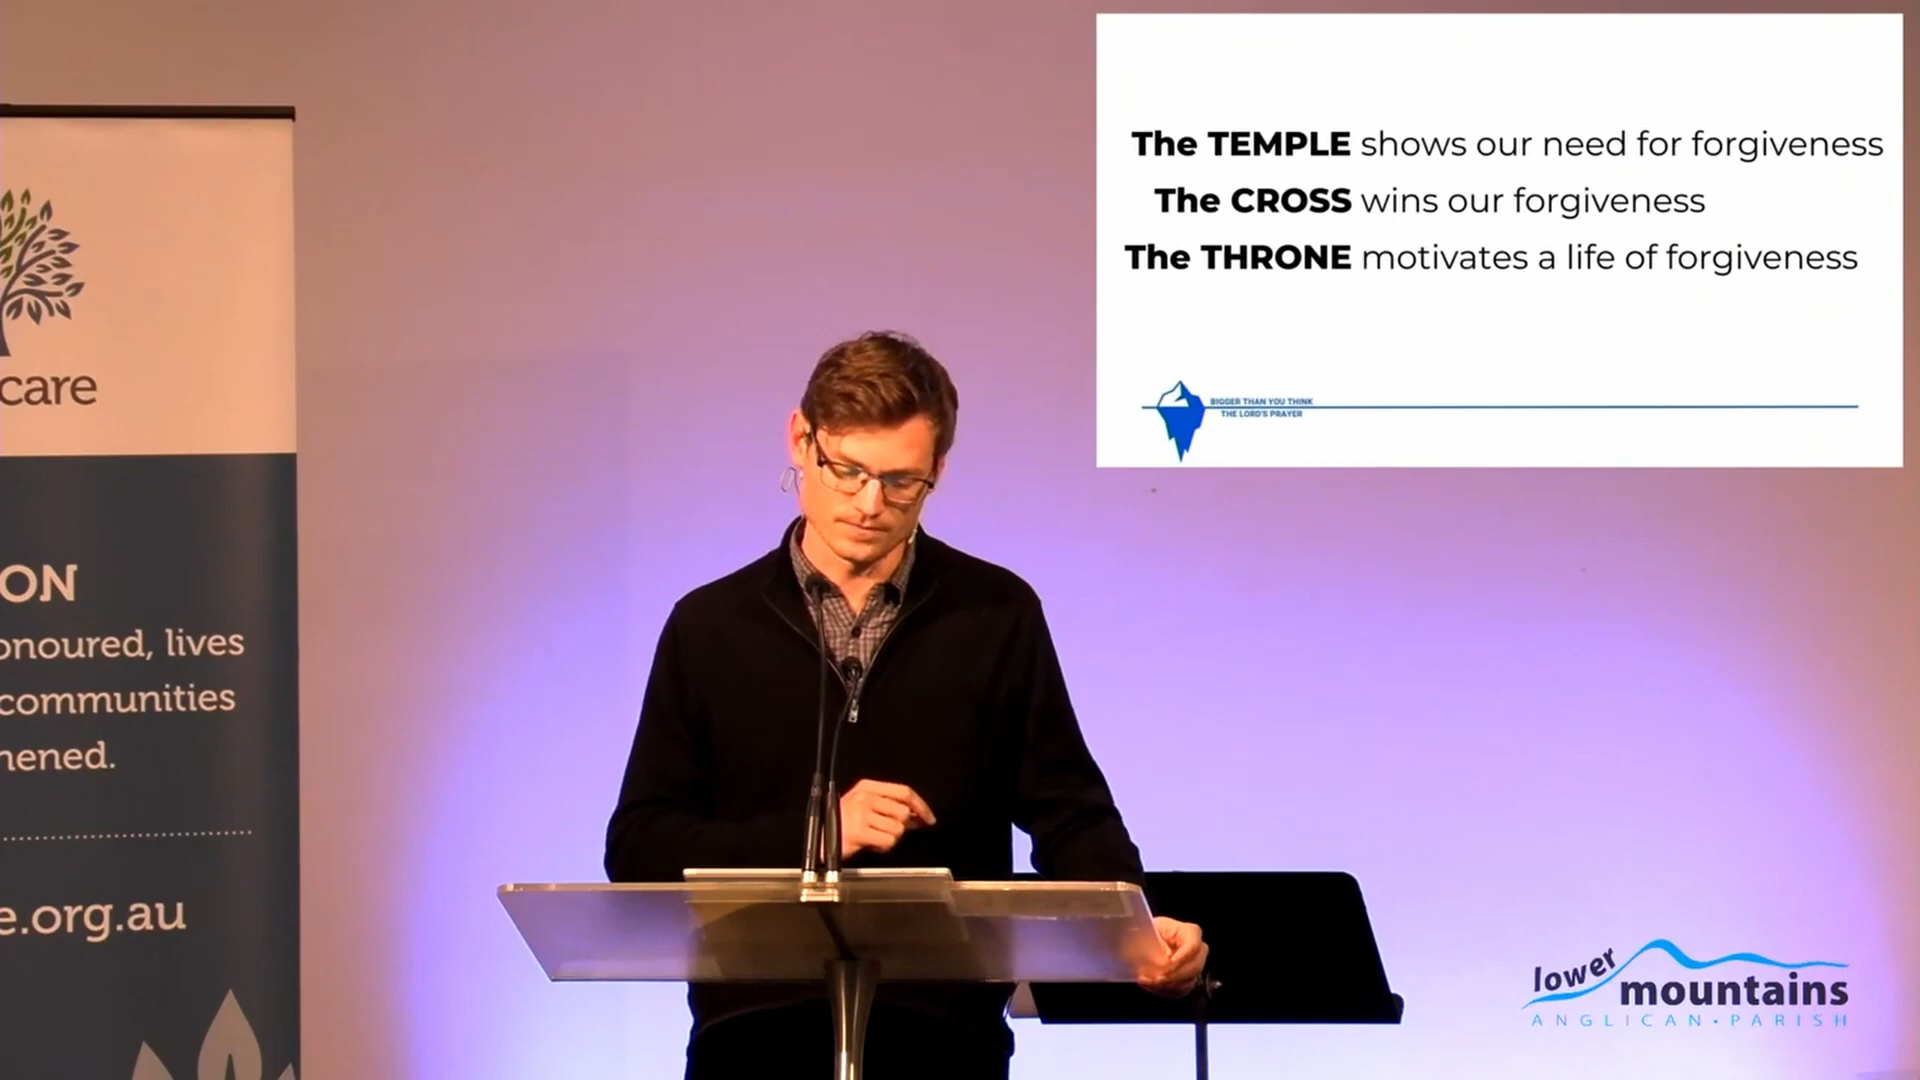 The TEMPLE shows our need for forgiveness
The CROSS wins our forgiveness
The THRONE motivates a life of forgiveness
BIGGER THAN YOU THINK
THE LORD'S PRAYER
care
ON
onoured, lives
communities
hened.
e.org.au
lower
mountains
ANGLICAN·PARISH